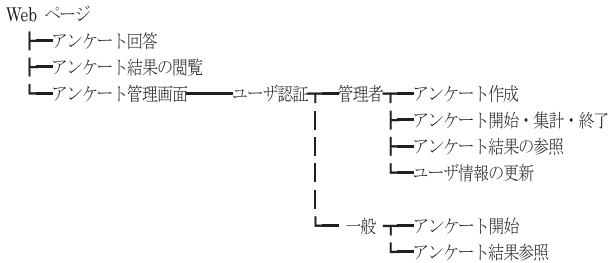 Web ページ
アンケート回答
アンケート結果の閲覧
アンケート管理画面 ユーザ認証 管理者 アンケート作成
アンケート開始・集計・終了
アンケート結果の参照
ユーザ情報の更新
一般 アンケート開始
アンケート結果参照